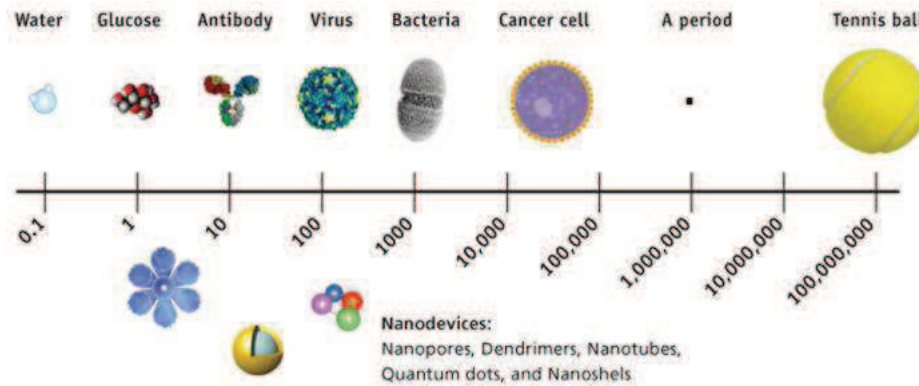 Water Glucose Antibody Virus Bacteria Cancer cell A period Tennis ball
0.1 1 10 100 1000 10,000 100,000 1,000,000 10,000,000 100,000,000
Nanodevices:
Nanopores, Dendrimers, Nanotubes,
Quantum dots, and Nanoshels